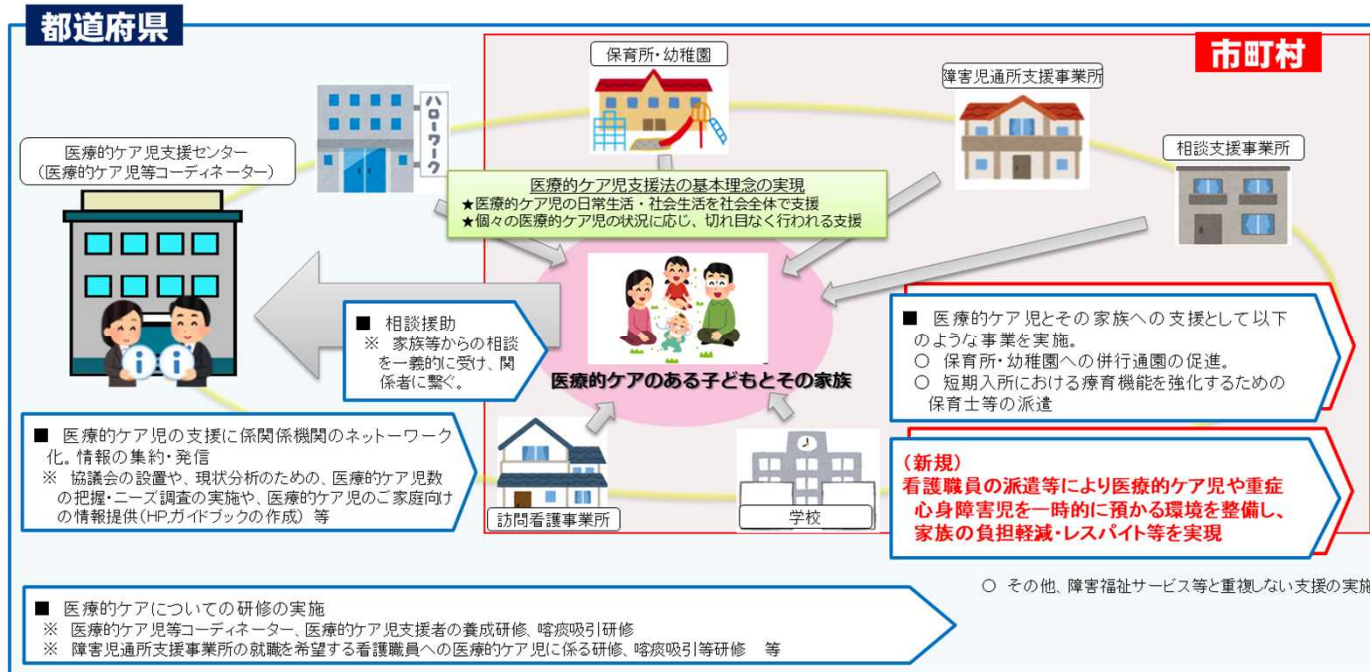 都道府県
市町村
保育所・幼稚園
障害児通所支援事業所
ハローワーク
相談支援事業所
医療的ケア児支援センター
(医療的ケア児等コーディネーター)
医療的ケア児支援法の基本理念の実現
★医療的ケア児の日常生活・社会生活を社会全体で支援
★個々の医療的ケア児の状況に応じ、切れ目なく行われる支援
■ 相談援助
※ 家族等からの相談
を一義的に受け、関
係者に繋ぐ。
医療的ケアのある子どもとその家族
■ 医療的ケア児とその家族への支援として以下
のような事業を実施。
○ 保育所・幼稚園への併行通園の促進。
○ 短期入所における療育機能を強化するための
保育士等の派遣
■ 医療的ケア児の支援に係関係機関のネットーワーク
化。情報の集約・発信
※ 協議会の設置や、現状分析のための、医療的ケア児数
の把握・ニーズ調査の実施や、医療的ケア児のご家庭向け
の情報提供(HP,ガイドブックの作成) 等
訪問看護事業所
学校
(新規)
看護職員の派遣等により医療的ケア児や重症
心身障害児を一時的に預かる環境を整備し、
家族の負担軽減・レスパイト等を実現
○ その他、障害福祉サービス等と重複しない支援の実施
■ 医療的ケアについての研修の実施
※ 医療的ケア児等コーディネーター、医療的ケア児支援者の養成研修、喀痰吸引研修
※ 障害児通所支援事業所の就職を希望する看護職員への医療的ケア児に係る研修、喀痰吸引等研修 等